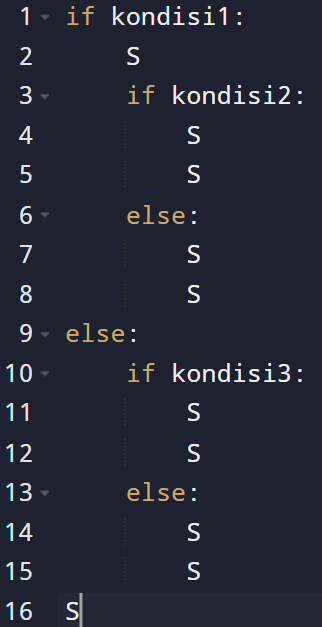 1 if kondisi1:
2     S
3     if kondisi2:
4         S
5         S
6     else:
7         S
8         S
9 else:
10     if kondisi3:
11         S
12         S
13     else:
14         S
15         S
16 S